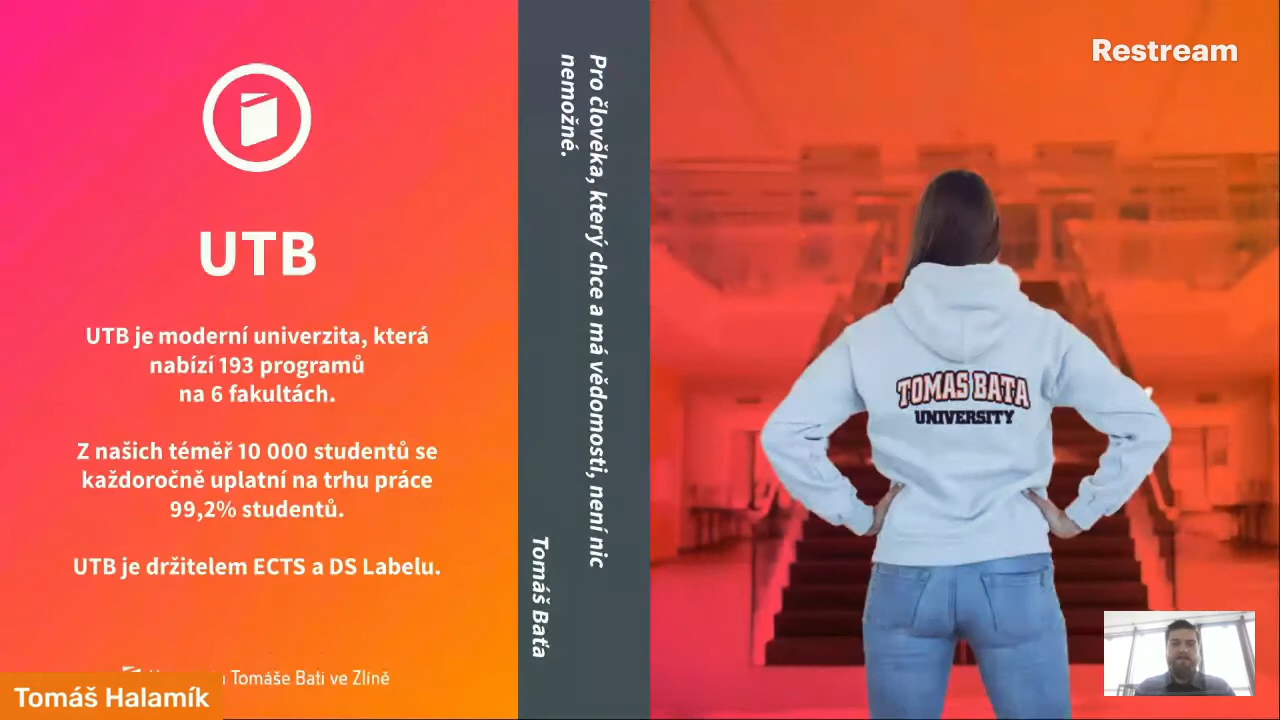 UTB
UTB je moderní univerzita, která
nabízí 193 programů
na 6 fakultách.
Z našich téměř 10 000 studentů se
každoročně uplatní na trhu práce
99,2% studentů.
UTB je držitelem ECTS a DS Labelu.
Tomáše Bati ve Zlíně
Tomáš Halamík
Pro člověka, který chce a má vědomosti, není nic
nemožné.
Tomáš Baťa
Restream
TOMAS BATA
UNIVERSITY